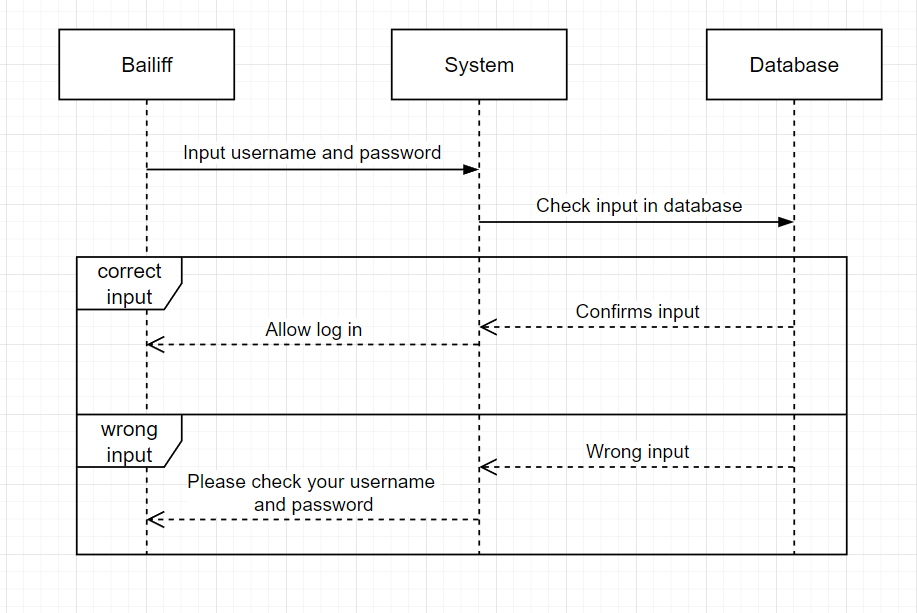 Bailiff
System
Database
Input username and password
Check input in database
correct
input
Confirms input
Allow log in
wrong
input
Wrong input
Please check your username
and password